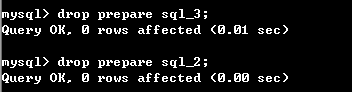 mysql> drop prepare sql_3;
Query OK, 0 rows affected (0.01 sec)
mysql> drop prepare sql_2;
Query OK, 0 rows affected (0.00 sec)